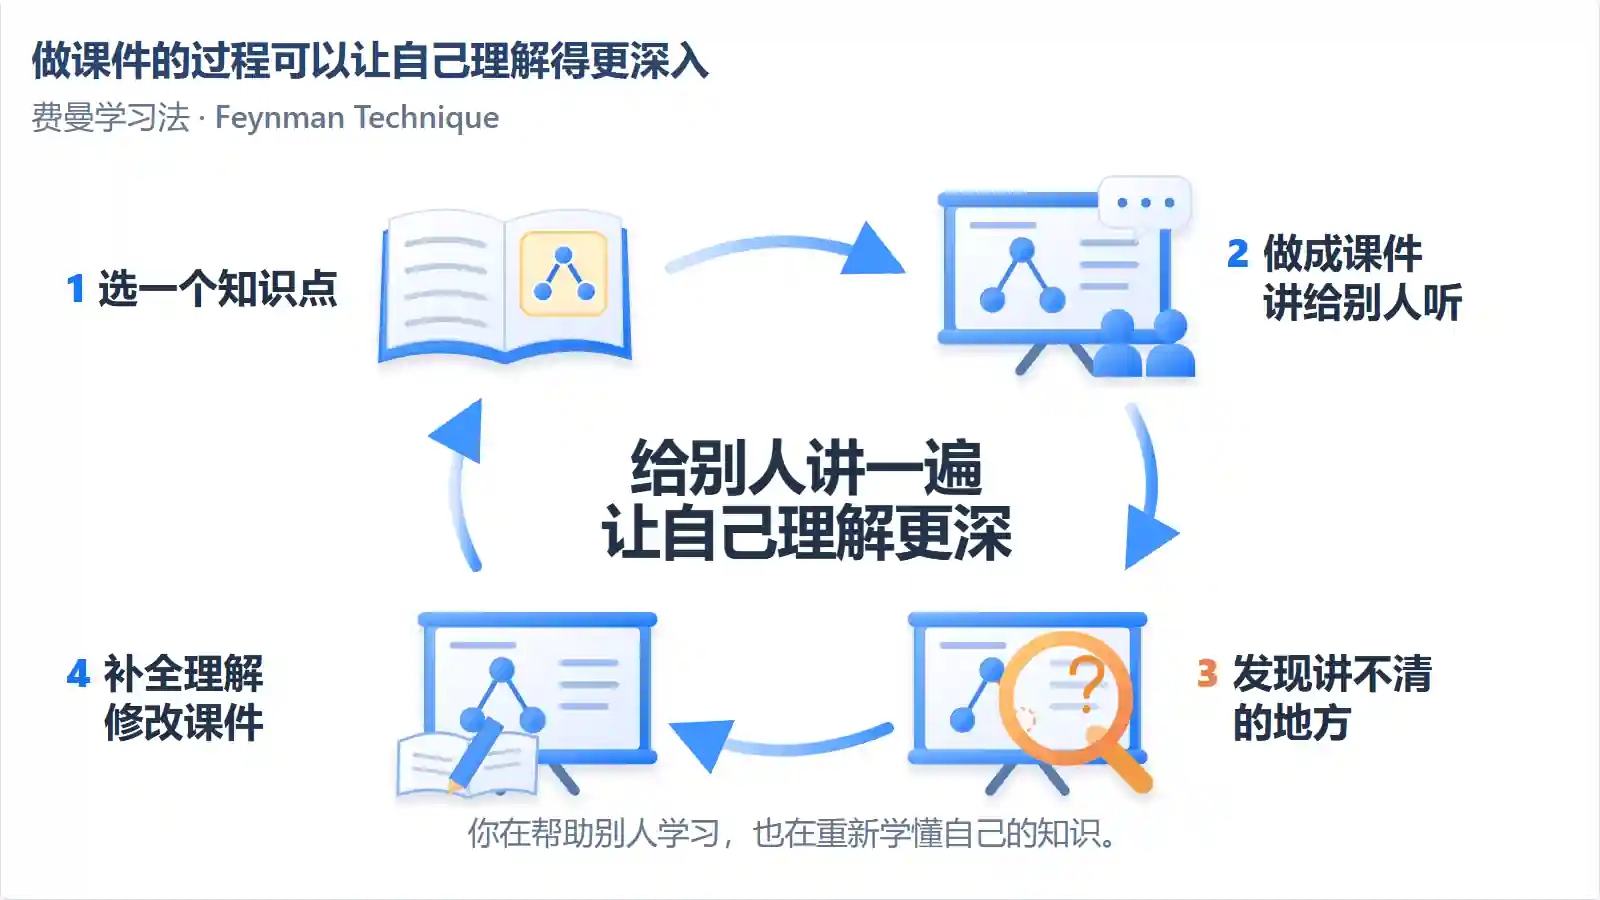 做课件的过程可以让自己理解得更深入
费曼学习法 · Feynman Technique
1 选一个知识点
2 做成课件
讲给别人听
给别人讲一遍
让自己理解更深
3 发现讲不清
的地方
?
4 补全理解
修改课件
你在帮助别人学习，也在重新学懂自己的知识。